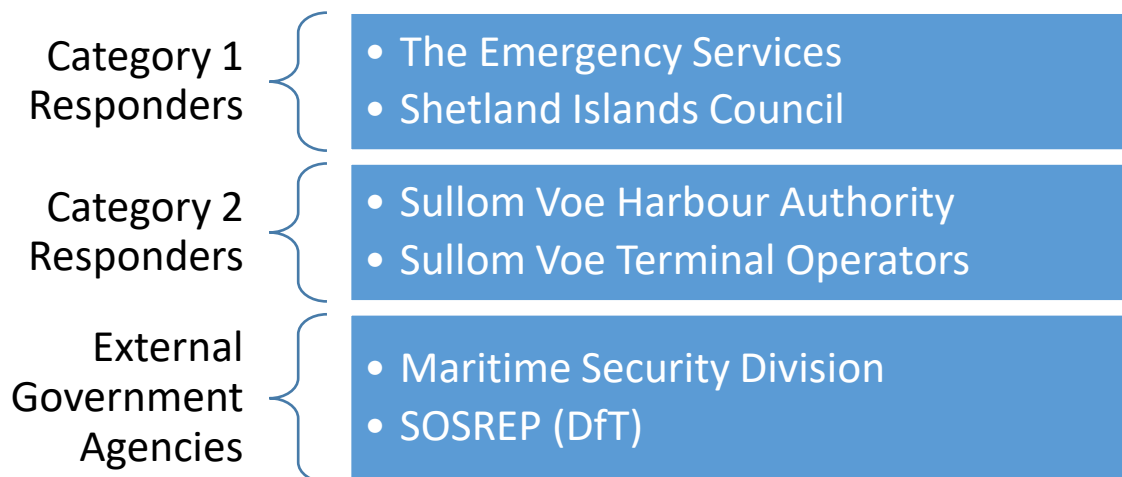 Category 1
Responders
• The Emergency Services
• Shetland Islands Council
Category 2
Responders
• Sullom Voe Harbour Authority
• Sullom Voe Terminal Operators
External
Government
Agencies
• Maritime Security Division
• SOSREP (DfT)